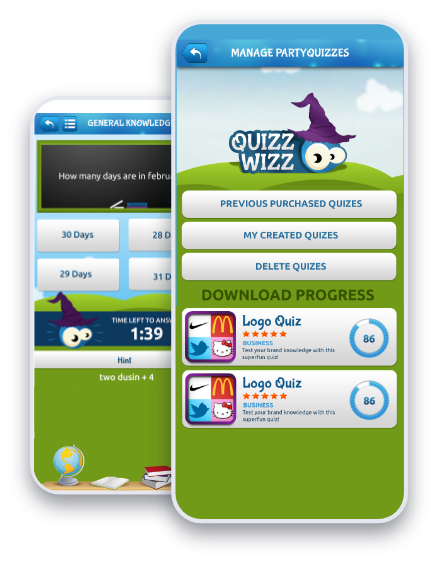 GENERAL KNOWLEDG
How many days are in febru
30 Days
28 D
29 Days
31 D
TIME LEFT TO ANSW
1:39
Hint
two dusin + 4
MANAGE PARTYQUIZZES
QUIZZ
WIZZ
PREVIOUS PURCHASED QUIZES
MY CREATED QUIZES
DELETE QUIZES
DOWNLOAD PROGRESS
Logo Quiz
BUSINESS
Test your brand knowledge with this
superfun quiz!
86
Logo Quiz
BUSINESS
Test your brand knowledge with this
superfun quiz!
86